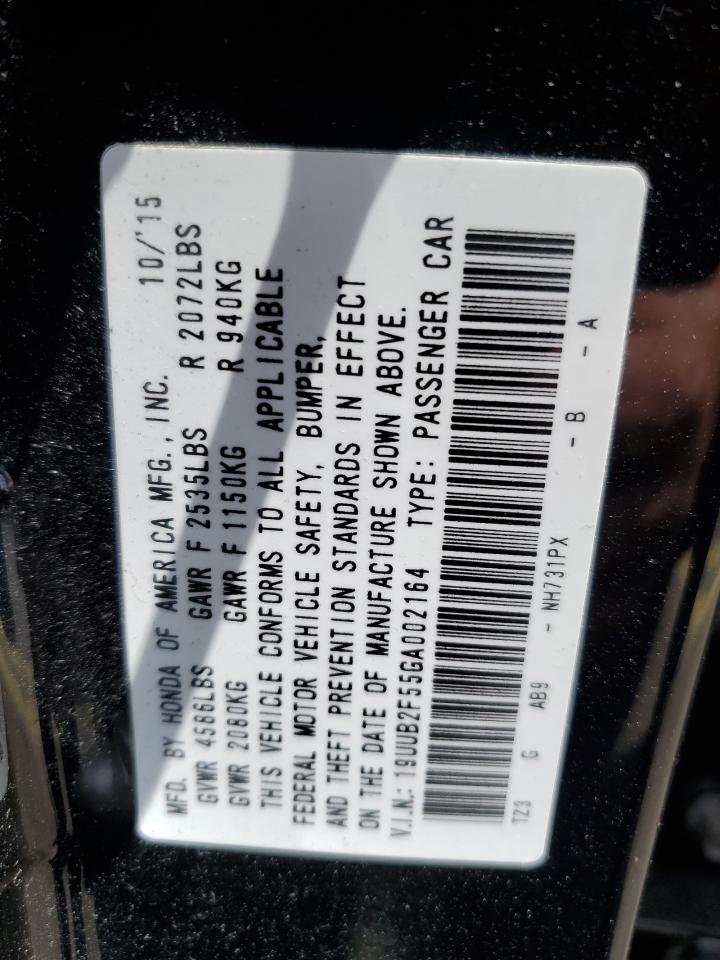 MFD. BY HONDA OF AMERICA MFG., INC. 10/'15
GVWR 4586LBS GAWR F 2535LBS R 2072LBS
GVWR 2080KG GAWR F 1150KG R 940KG
THIS VEHICLE CONFORMS TO ALL APPLICABLE
FEDERAL MOTOR VEHICLE SAFETY, BUMPER,
AND THEFT PREVENTION STANDARDS IN EFFECT
ON THE DATE OF MANUFACTURE SHOWN ABOVE.
V.I.N.: 19UUB2F55GA002164 TYPE: PASSENGER CAR
TZ3 G AB9 - NH731PX - B - A